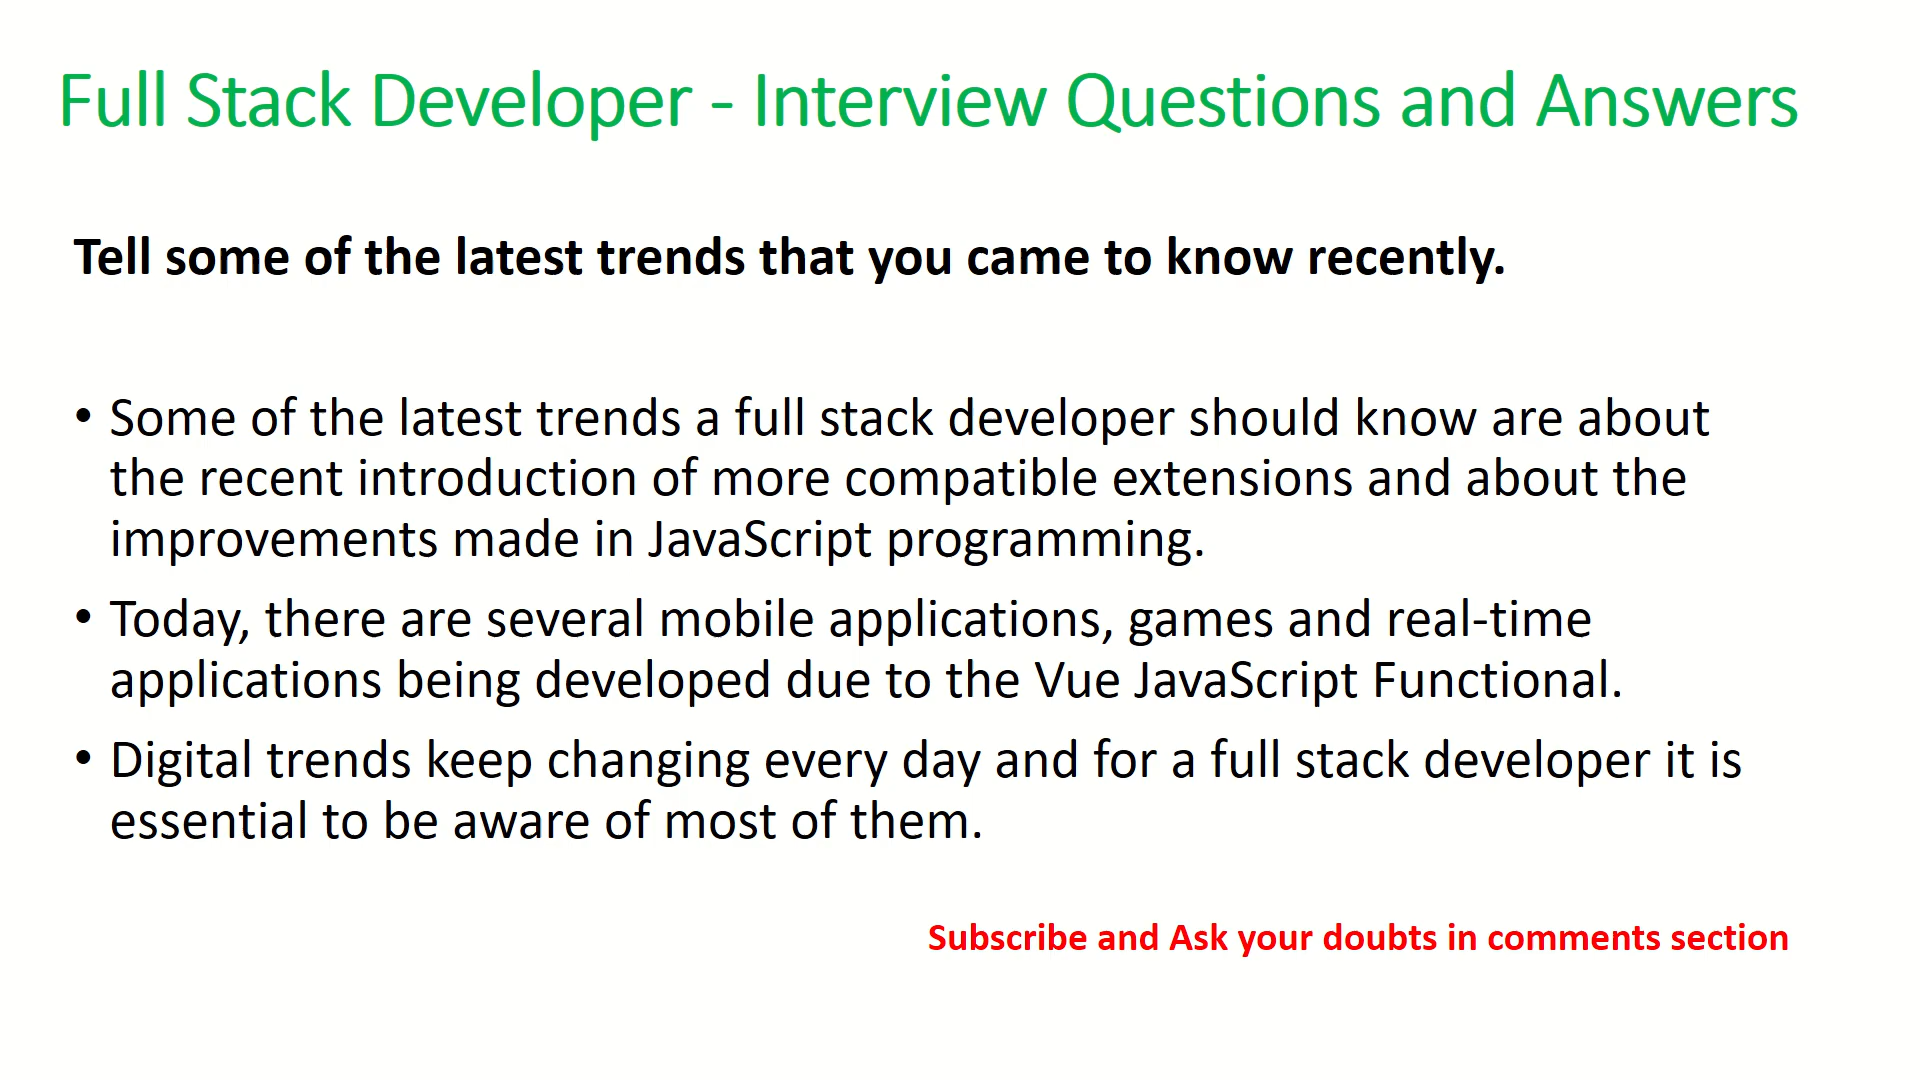 Full Stack Developer - Interview Questions and Answers
Tell some of the latest trends that you came to know recently.
• Some of the latest trends a full stack developer should know are about
the recent introduction of more compatible extensions and about the
improvements made in JavaScript programming.
• Today, there are several mobile applications, games and real-time
applications being developed due to the Vue JavaScript Functional.
• Digital trends keep changing every day and for a full stack developer it is
essential to be aware of most of them.
Subscribe and Ask your doubts in comments section